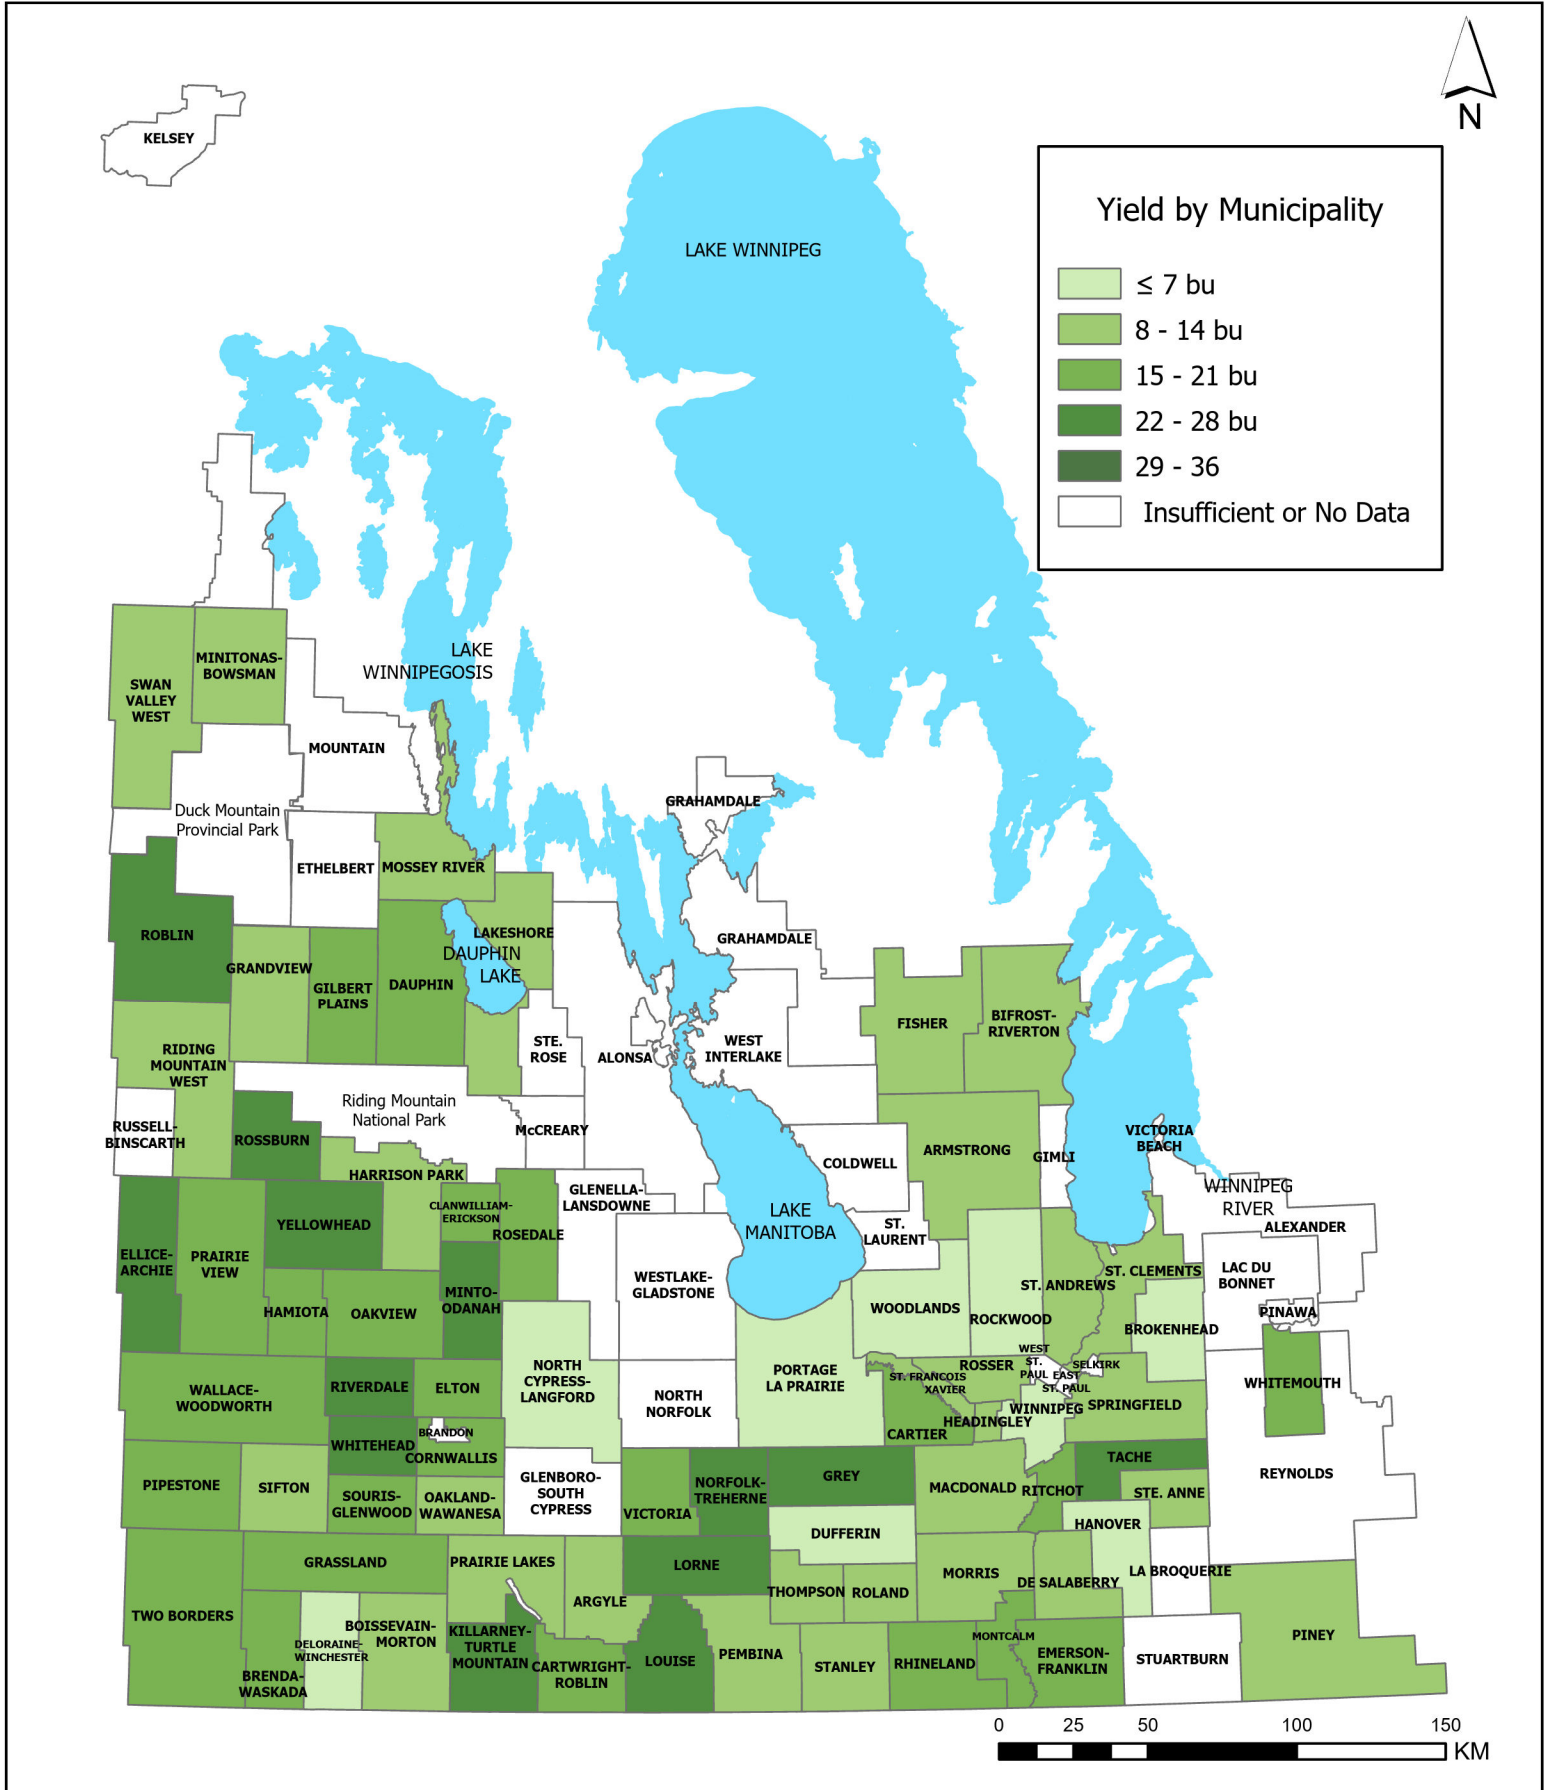 N
KELSEY
Yield by Municipality
≤ 7 bu
8 - 14 bu
15 - 21 bu
22 - 28 bu
29 - 36
Insufficient or No Data
LAKE WINNIPEG
LAKE
WINNIPEGOSIS
MINITONAS-
BOWSMAN
SWAN
VALLEY
WEST
MOUNTAIN
Duck Mountain
Provincial Park
GRAHAMDALE
ETHELBERT
MOSSEY RIVER
ROBLIN
LAKESHORE
GRAHAMDALE
DAUPHIN
LAKE
GRANDVIEW
GILBERT
PLAINS
DAUPHIN
FISHER
BIFROST-
RIVERTON
STE.
ROSE
ALONSA
WEST
INTERLAKE
RIDING
MOUNTAIN
WEST
Riding Mountain
National Park
RUSSELL-
BINSCARTH
ROSSBURN
McCREARY
VICTORIA
BEACH
ARMSTRONG
GIMLI
COLDWELL
HARRISON PARK
GLENELLA-
LANSDOWNE
WINNIPEG
RIVER
CLANWILLIAM-
ERICKSON
YELLOWHEAD
ROSEDALE
LAKE
MANITOBA
ST.
LAURENT
ALEXANDER
ELLICE-
ARCHIE
PRAIRIE
VIEW
ST. CLEMENTS
LAC DU
BONNET
WESTLAKE-
GLADSTONE
ST. ANDREWS
MINTO-
ODANAH
HAMIOTA
OAKVIEW
WOODLANDS
ROCKWOOD
PINAWA
BROKENHEAD
NORTH
CYPRESS-
LANGFORD
PORTAGE
LA PRAIRIE
ROSSER
WEST
ST.
PAUL
EAST
ST. PAUL
SELKIRK
ST. FRANCOIS
XAVIER
WALLACE-
WOODWORTH
RIVERDALE
ELTON
NORTH
NORFOLK
WHITEMOUTH
WINNIPEG
SPRINGFIELD
HEADINGLEY
CARTIER
BRANDON
WHITEHEAD
CORNWALLIS
TACHE
REYNOLDS
PIPESTONE
SIFTON
GLENBORO-
SOUTH
CYPRESS
NORFOLK-
TREHERNE
GREY
MACDONALD
RITCHOT
STE. ANNE
SOURIS-
GLENWOOD
OAKLAND-
WAWANESA
VICTORIA
DUFFERIN
HANOVER
GRASSLAND
PRAIRIE LAKES
LORNE
MORRIS
DE SALABERRY
LA BROQUERIE
THOMPSON
ROLAND
ARGYLE
TWO BORDERS
BOISSEVAIN-
MORTON
DELORAINE-
WINCHESTER
KILLARNEY-
TURTLE
MOUNTAIN
BRENDA-
WASKADA
CARTWRIGHT-
ROBLIN
LOUISE
PEMBINA
STANLEY
RHINELAND
MONTCALM
EMERSON-
FRANKLIN
STUARTBURN
PINEY
0 25 50 100 150
KM